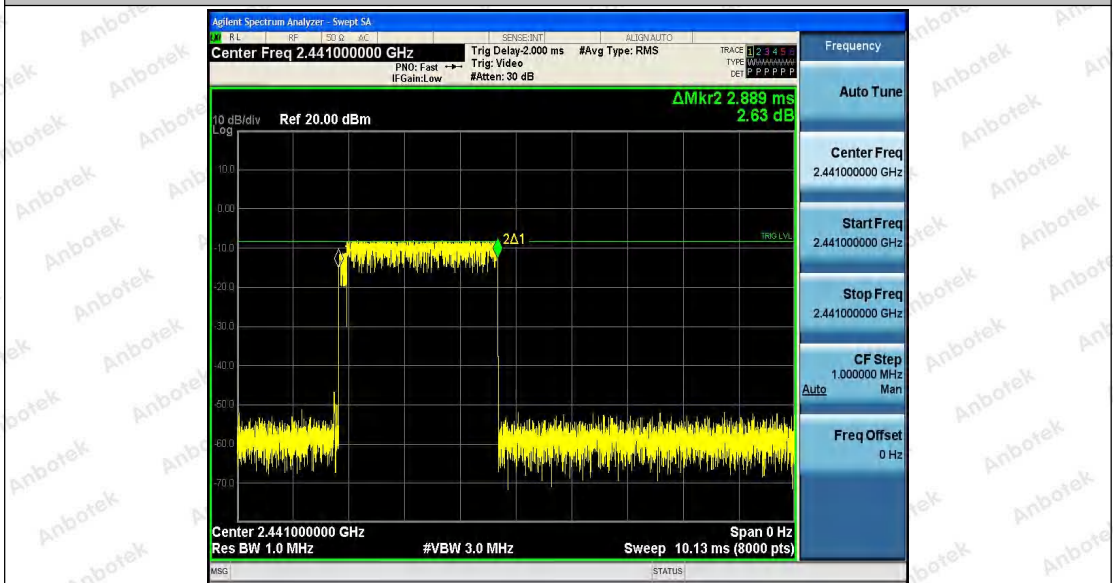 Agilent Spectrum Analyzer - Swept SA
RL RF 50 Ω AC SENSE:INT ALIGN AUTO
Center Freq 2.441000000 GHz
PNO: Fast
IFGain:Low
Trig Delay-2.000 ms
Trig: Video
#Atten: 30 dB
#Avg Type: RMS
TRACE 1 2 3 4 5 6
TYPE
DET P P P P P P
ΔMkr2 2.889 ms
2.63 dB
10 dB/div Ref 20.00 dBm
Log
10.0
0.00
-10.0
-20.0
-30.0
-40.0
-50.0
-60.0
-70.0
2Δ1
TRIG LVL
Center 2.441000000 GHz Span 0 Hz
Res BW 1.0 MHz #VBW 3.0 MHz Sweep 10.13 ms (8000 pts)
MSG STATUS
Frequency
Auto Tune
Center Freq
2.441000000 GHz
Start Freq
2.441000000 GHz
Stop Freq
2.441000000 GHz
CF Step
1.000000 MHz
Auto Man
Freq Offset
0 Hz
Anbotek